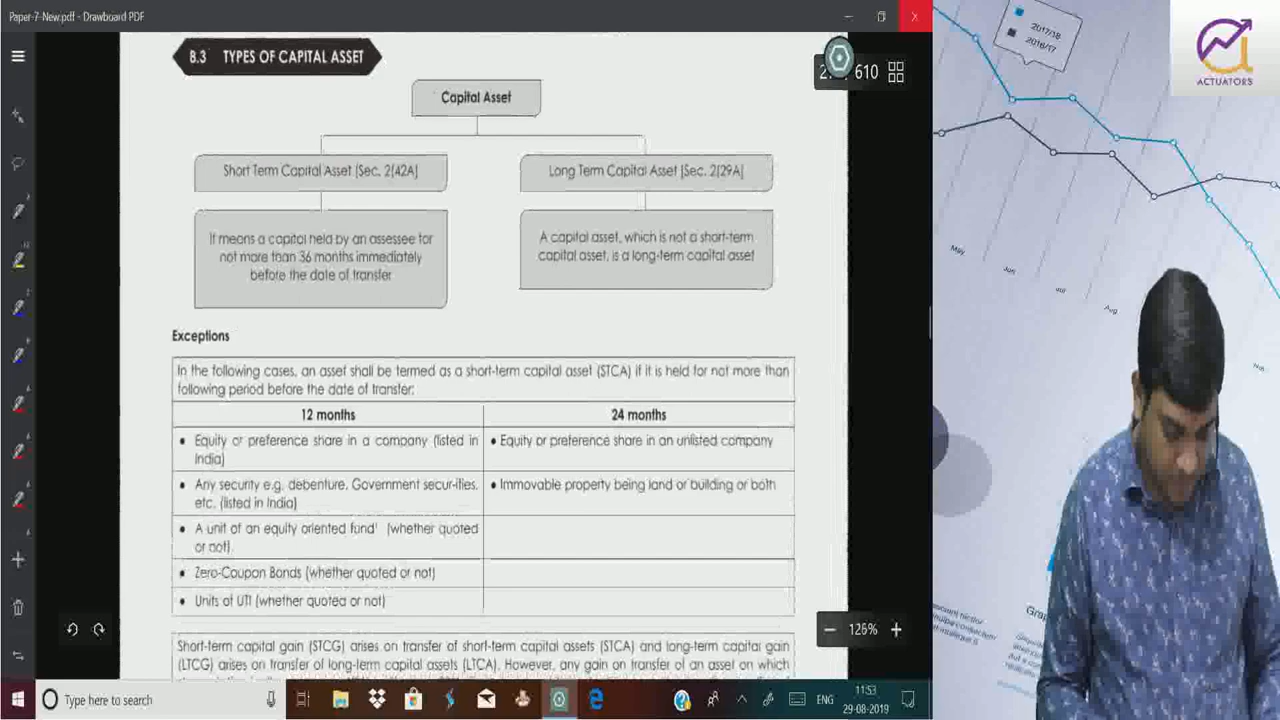 Paper-7-New.pdf - Drawboard PDF
8.3 TYPES OF CAPITAL ASSET
610
Capital Asset
Short Term Capital Asset [Sec. 2(42A]
Long Term Capital Asset [Sec. 2(29A]
It means a capital held by an assessee for
not more than 36 months immediately
before the date of transfer
A capital asset, which is not a short-term
capital asset, is a long-term capital asset
Exceptions
In the following cases, an asset shall be termed as a short-term capital asset (STCA) if it is held for not more than
following period before the date of transfer:
12 months
24 months
• Equity or preference share in a company (listed in
India)
• Equity or preference share in an unlisted company
• Any security e.g. debenture, Government secur-ities,
etc. (listed in India)
• Immovable property being land or building or both
• A unit of an equity oriented fund¹ (whether quoted
or not)
• Zero-Coupon Bonds (whether quoted or not)
• Units of UTI (whether quoted or not)
Short-term capital gain (STCG) arises on transfer of short-term capital assets (STCA) and long-term capital gain
(LTCG) arises on transfer of long-term capital assets (LTCA). However, any gain on transfer of an asset on which
126%
Type here to search
ENG
11:53
29-08-2019
2017/18
2016/17
ACTUATORS
May
Jun
Jul
Aug